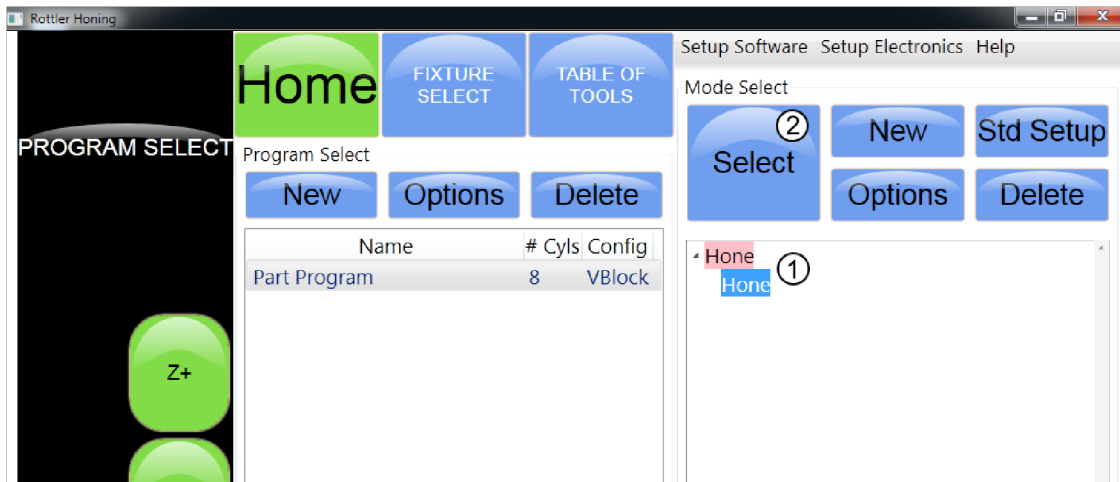 Rottler Honing
PROGRAM SELECT
Z+
Home
FIXTURE
SELECT
TABLE OF
TOOLS
Program Select
New
Options
Delete
Name # Cyls Config
Part Program 8 VBlock
Setup Software Setup Electronics Help
Mode Select
Select
2
New
Std Setup
Options
Delete
Hone
1
Hone